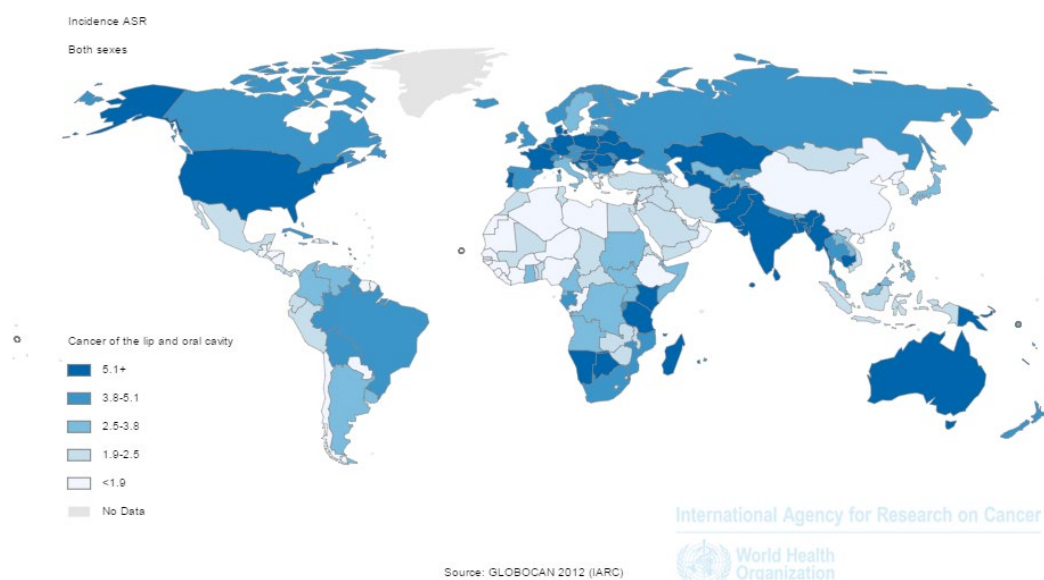 Incidence ASR
Both sexes
Cancer of the lip and oral cavity
5.1+
3.8-5.1
2.5-3.8
1.9-2.5
<1.9
No Data
International Agency for Research on Cancer
World Health
Organization
Source: GLOBOCAN 2012 (IARC)